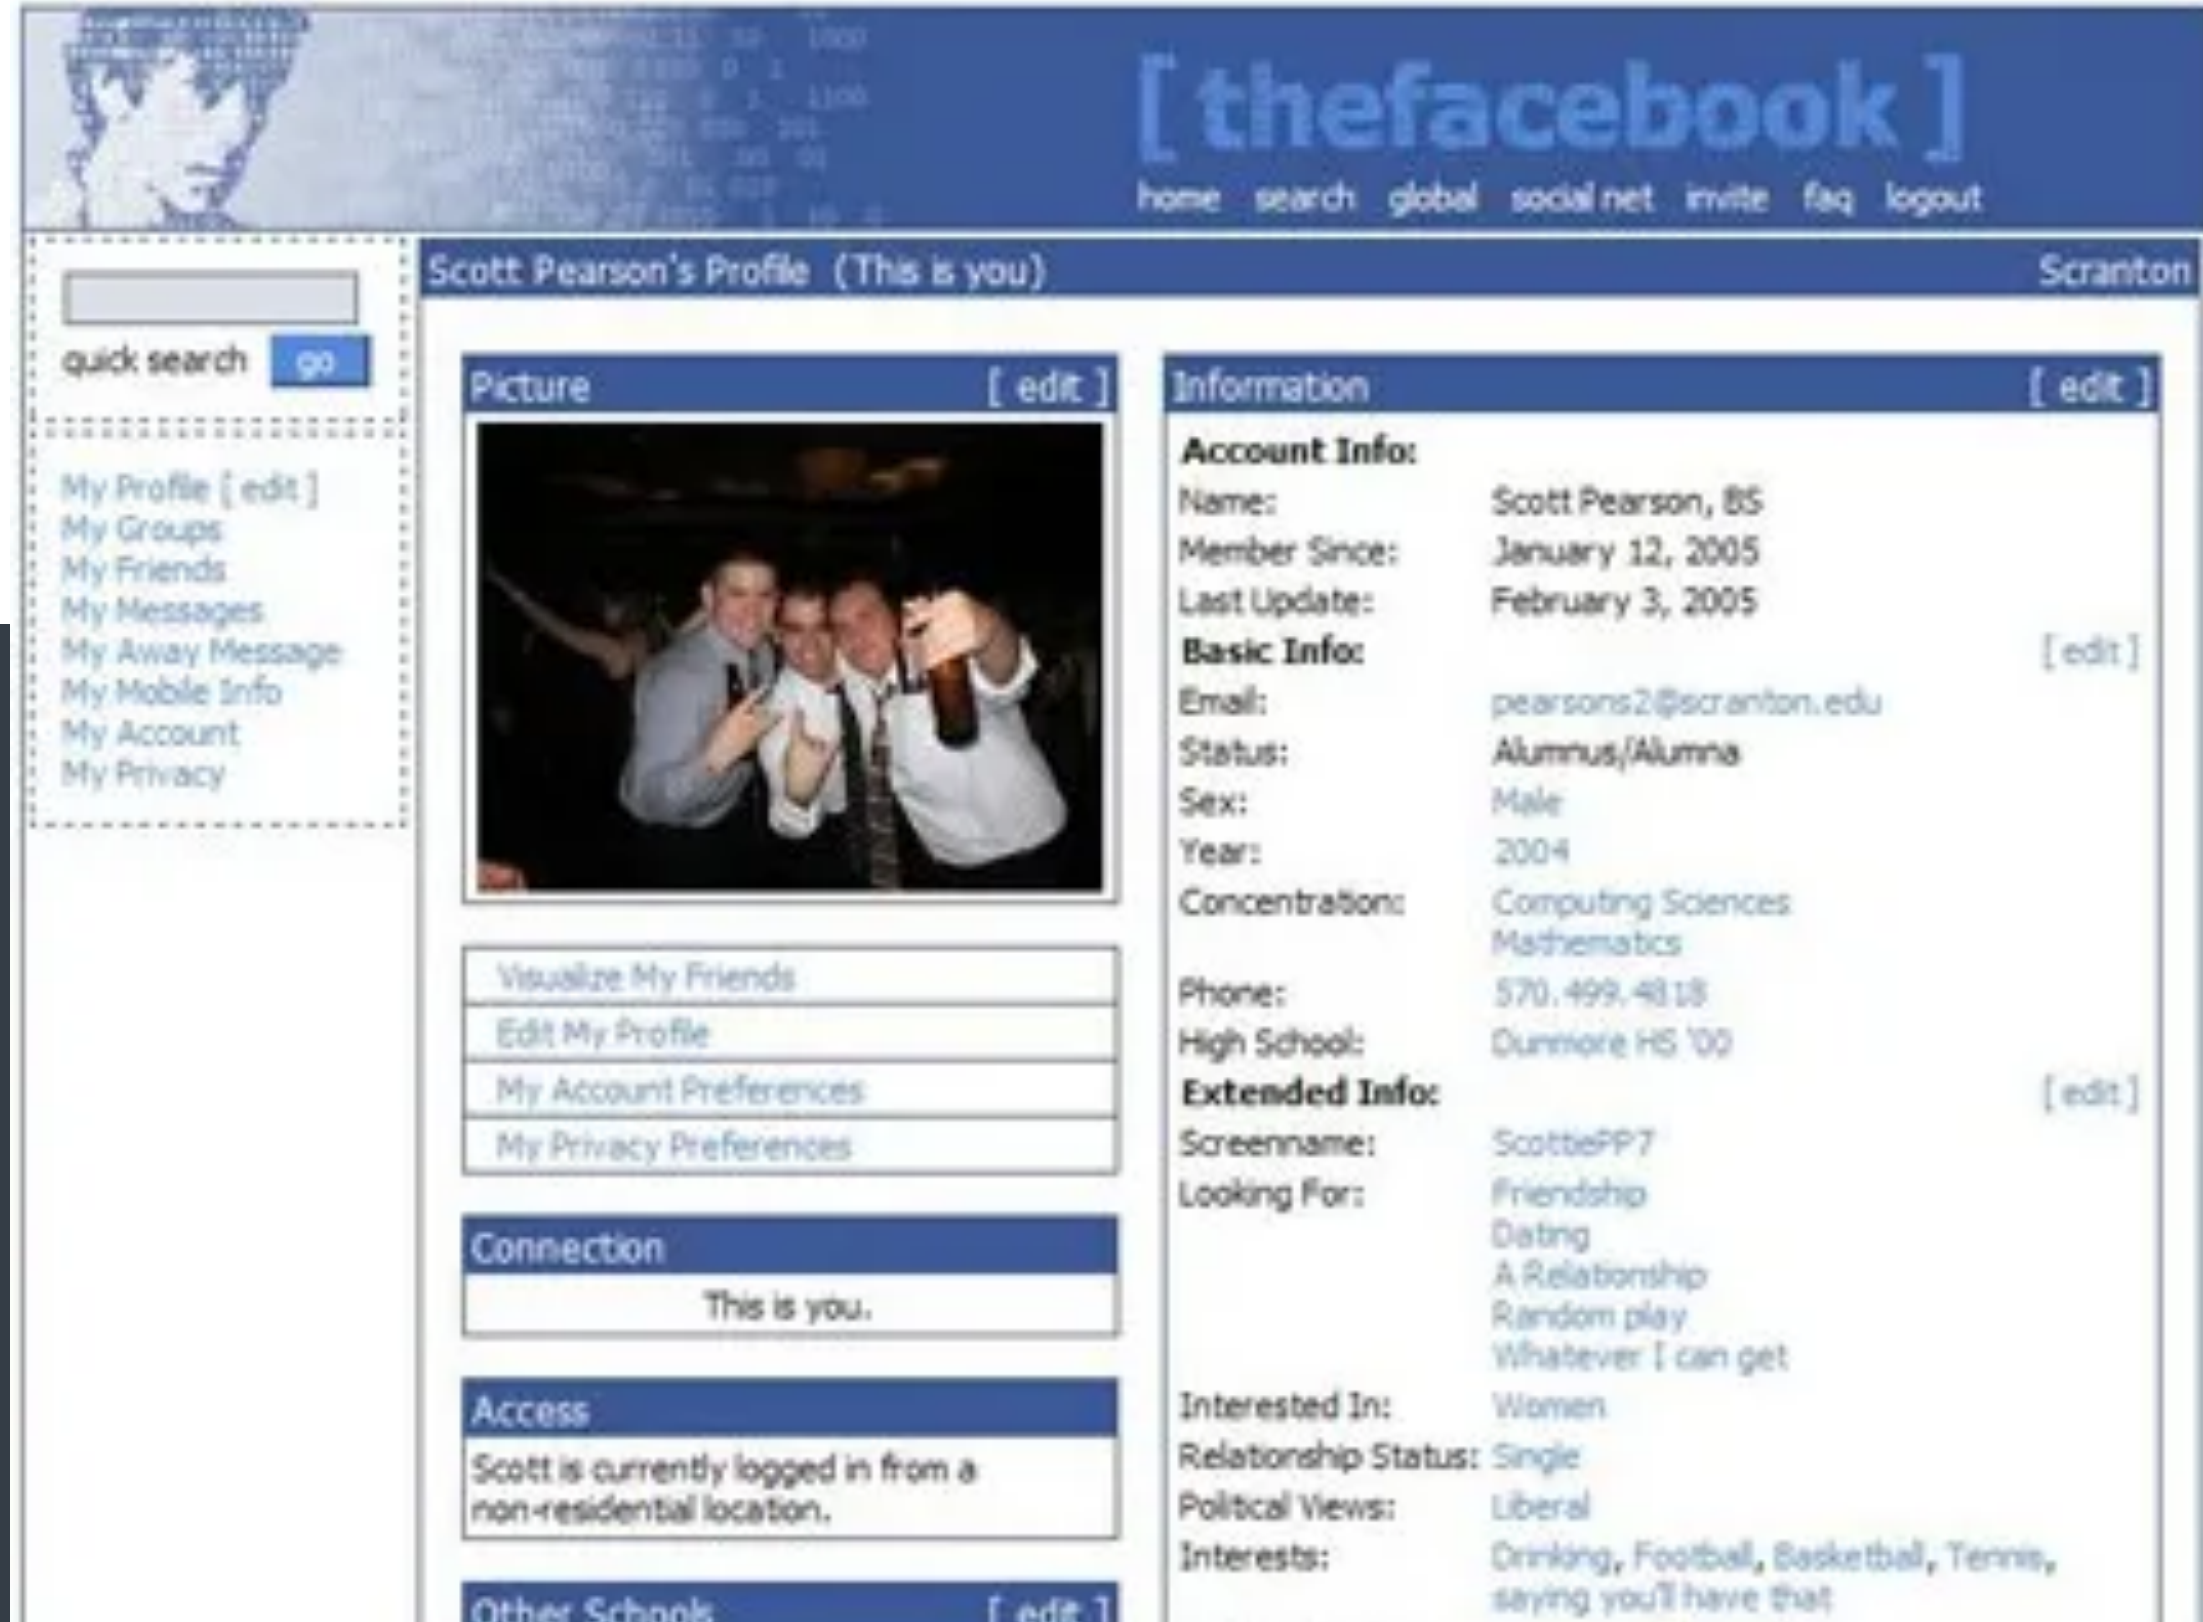 [ thefacebook ]
home search global social net invite faq logout
quick search go
My Profile [ edit ]
My Groups
My Friends
My Messages
My Away Message
My Mobile Info
My Account
My Privacy
Scott Pearson's Profile (This is you) Scranton
Picture [ edit ]
Visualize My Friends
Edit My Profile
My Account Preferences
My Privacy Preferences
Connection
This is you.
Access
Scott is currently logged in from a
non-residential location.
Other Schools [ edit ]
Information [ edit ]
Account Info:
Name: Scott Pearson, BS
Member Since: January 12, 2005
Last Update: February 3, 2005
Basic Info: [ edit ]
Email: pearsons2@scranton.edu
Status: Alumnus/Alumna
Sex: Male
Year: 2004
Concentration: Computing Sciences
Mathematics
Phone: 570.499.4818
High School: Dunmore HS '00
Extended Info: [ edit ]
Screenname: ScottiePP7
Looking For: Friendship
Dating
A Relationship
Random play
Whatever I can get
Interested In: Women
Relationship Status: Single
Political Views: Liberal
Interests: Drinking, Football, Basketball, Tennis,
saying you'll have that